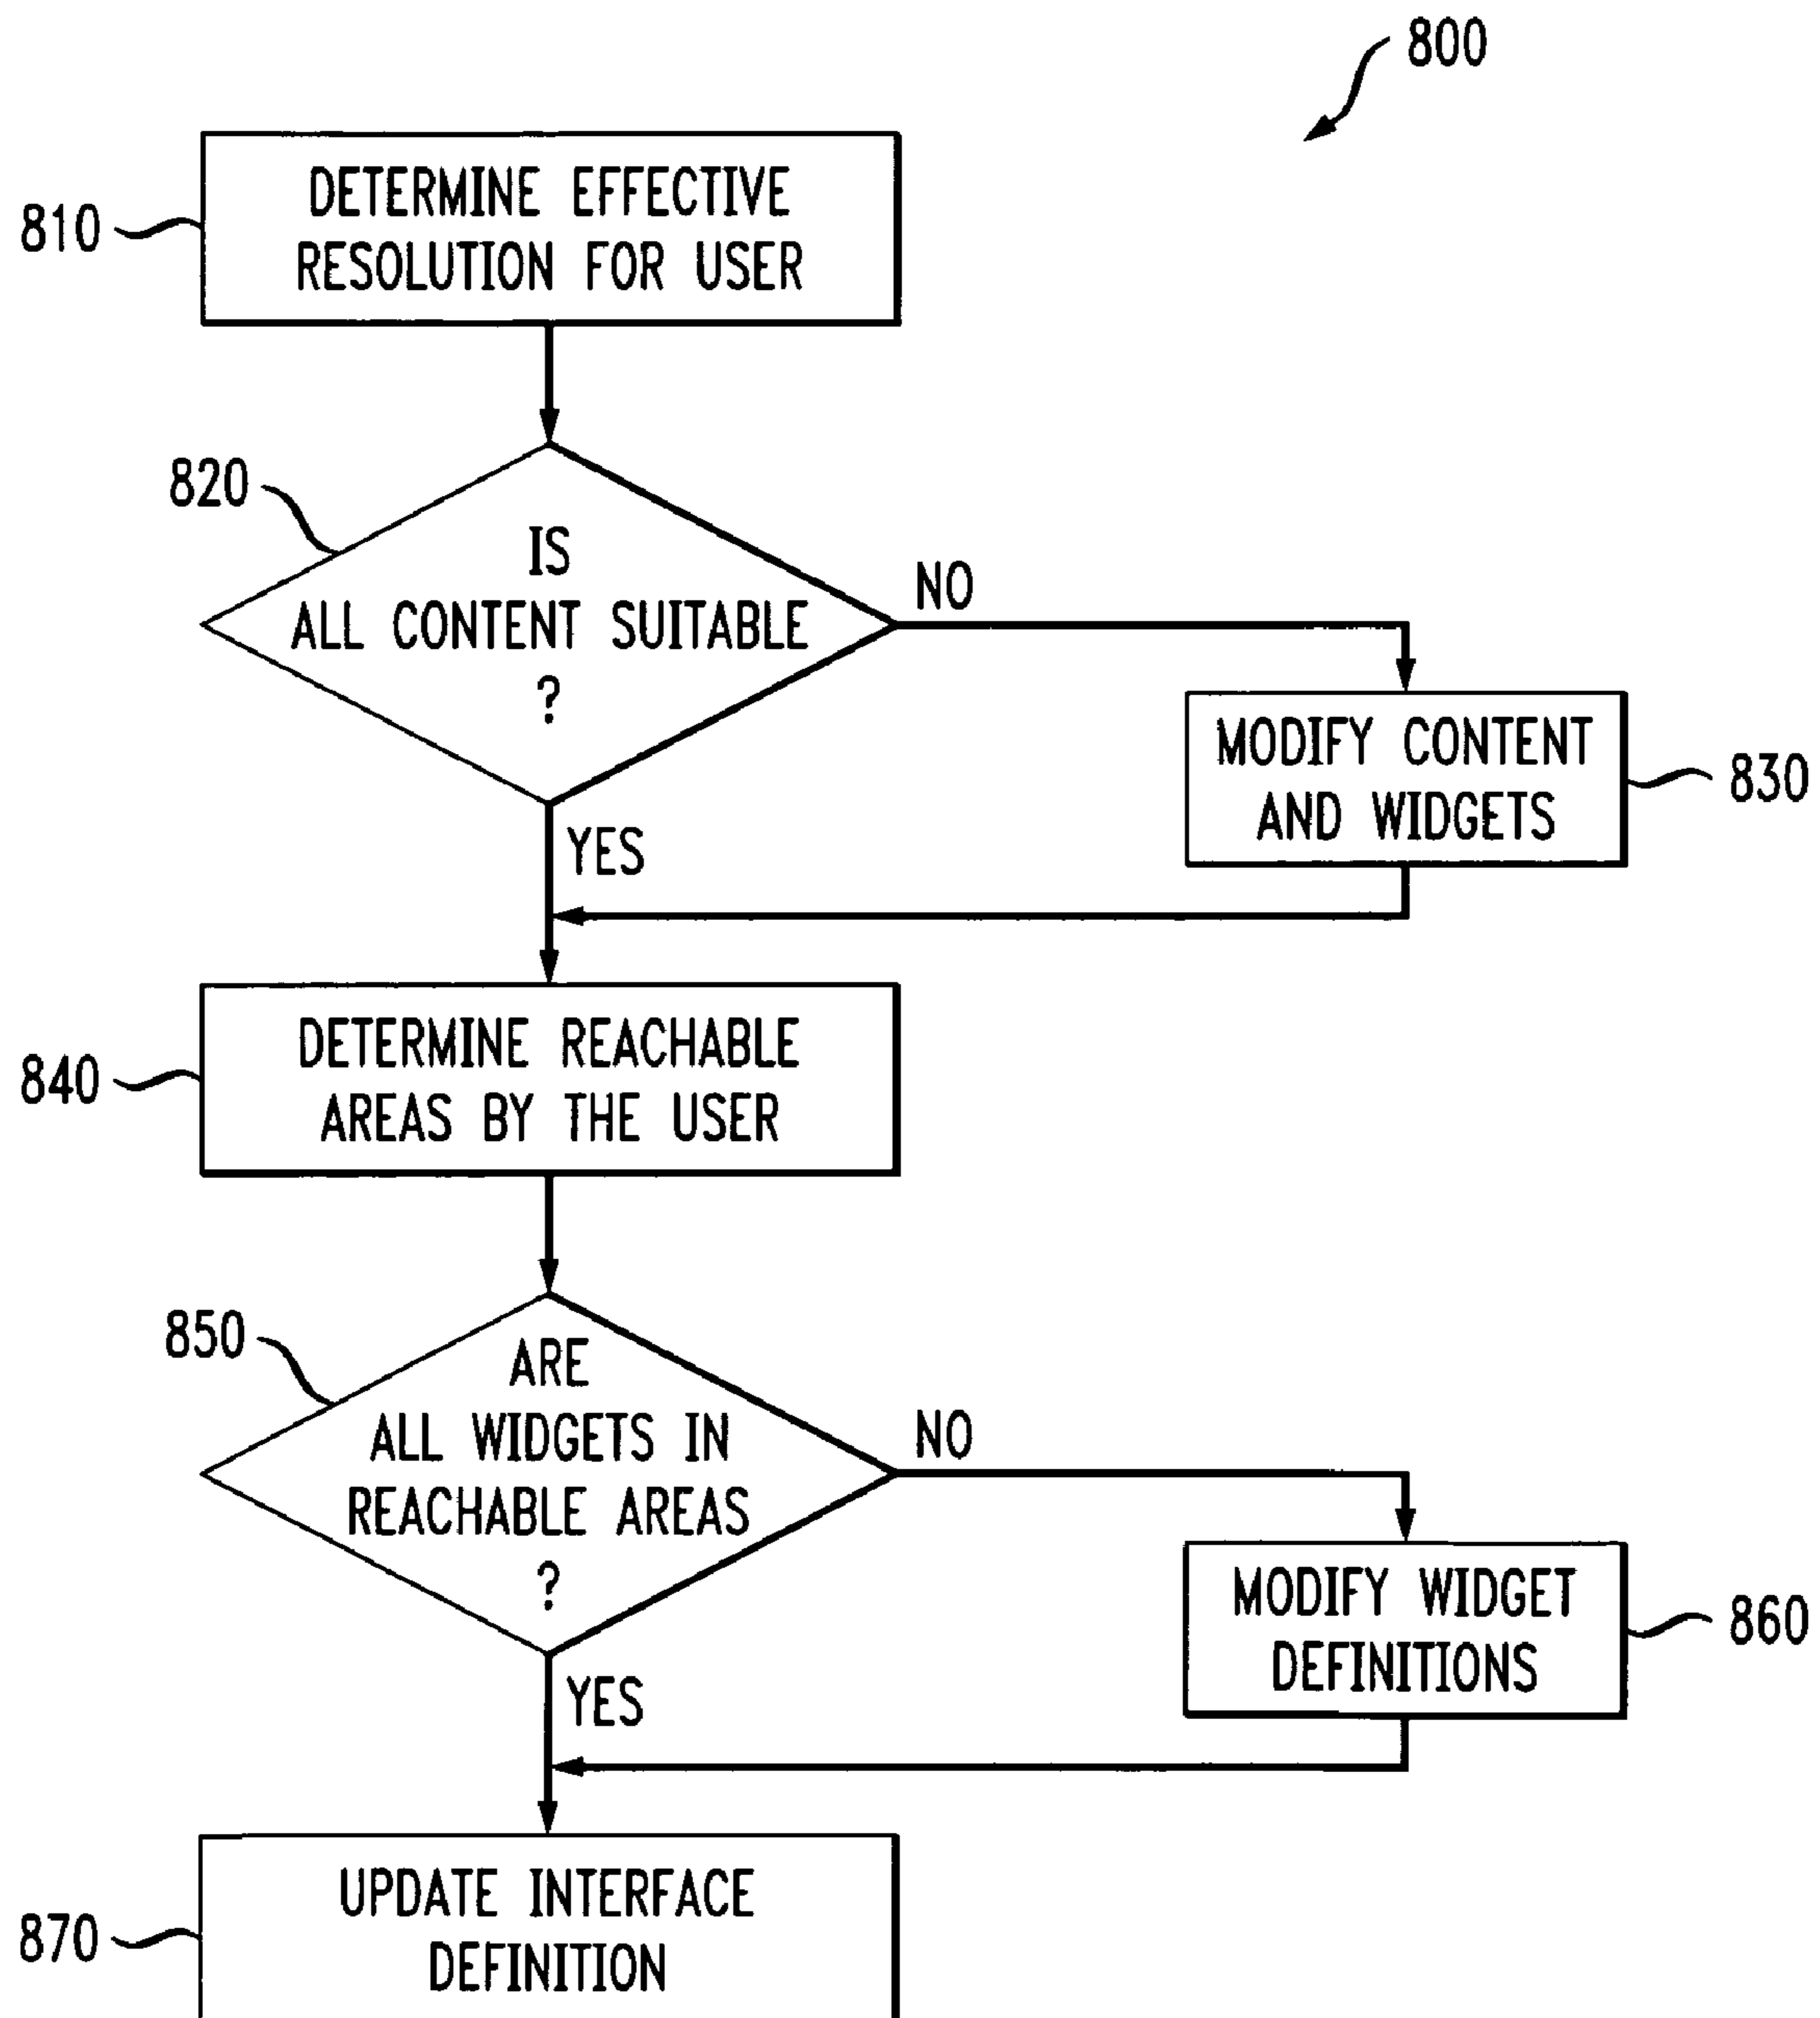 800
810
DETERMINE EFFECTIVE
RESOLUTION FOR USER
820
IS
ALL CONTENT SUITABLE
?
NO
YES
MODIFY CONTENT
AND WIDGETS
830
840
DETERMINE REACHABLE
AREAS BY THE USER
850
ARE
ALL WIDGETS IN
REACHABLE AREAS
?
NO
YES
MODIFY WIDGET
DEFINITIONS
860
870
UPDATE INTERFACE
DEFINITION